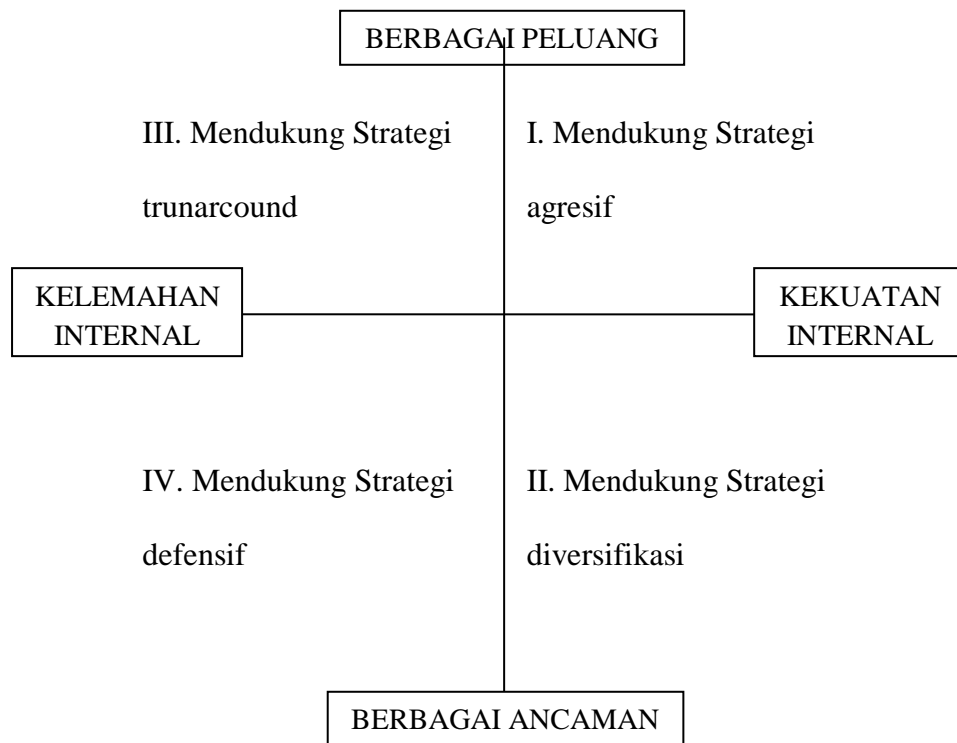 BERBAGAI PELUANG
III. Mendukung Strategi
trunarcound
I. Mendukung Strategi
agresif
KELEMAHAN
INTERNAL
KEKUATAN
INTERNAL
IV. Mendukung Strategi
defensif
II. Mendukung Strategi
diversifikasi
BERBAGAI ANCAMAN